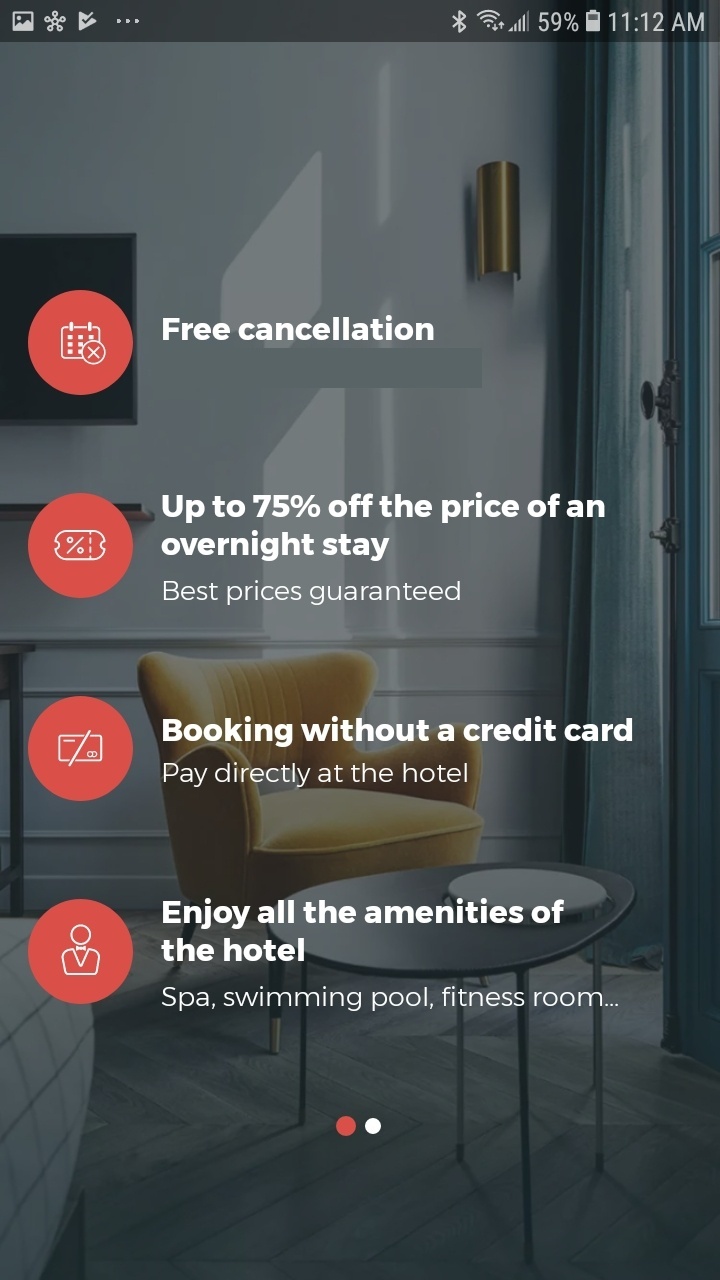 59% 11:12 AM
Free cancellation
Up to 75% off the price of an
overnight stay
Best prices guaranteed
Booking without a credit card
Pay directly at the hotel
Enjoy all the amenities of
the hotel
Spa, swimming pool, fitness room...